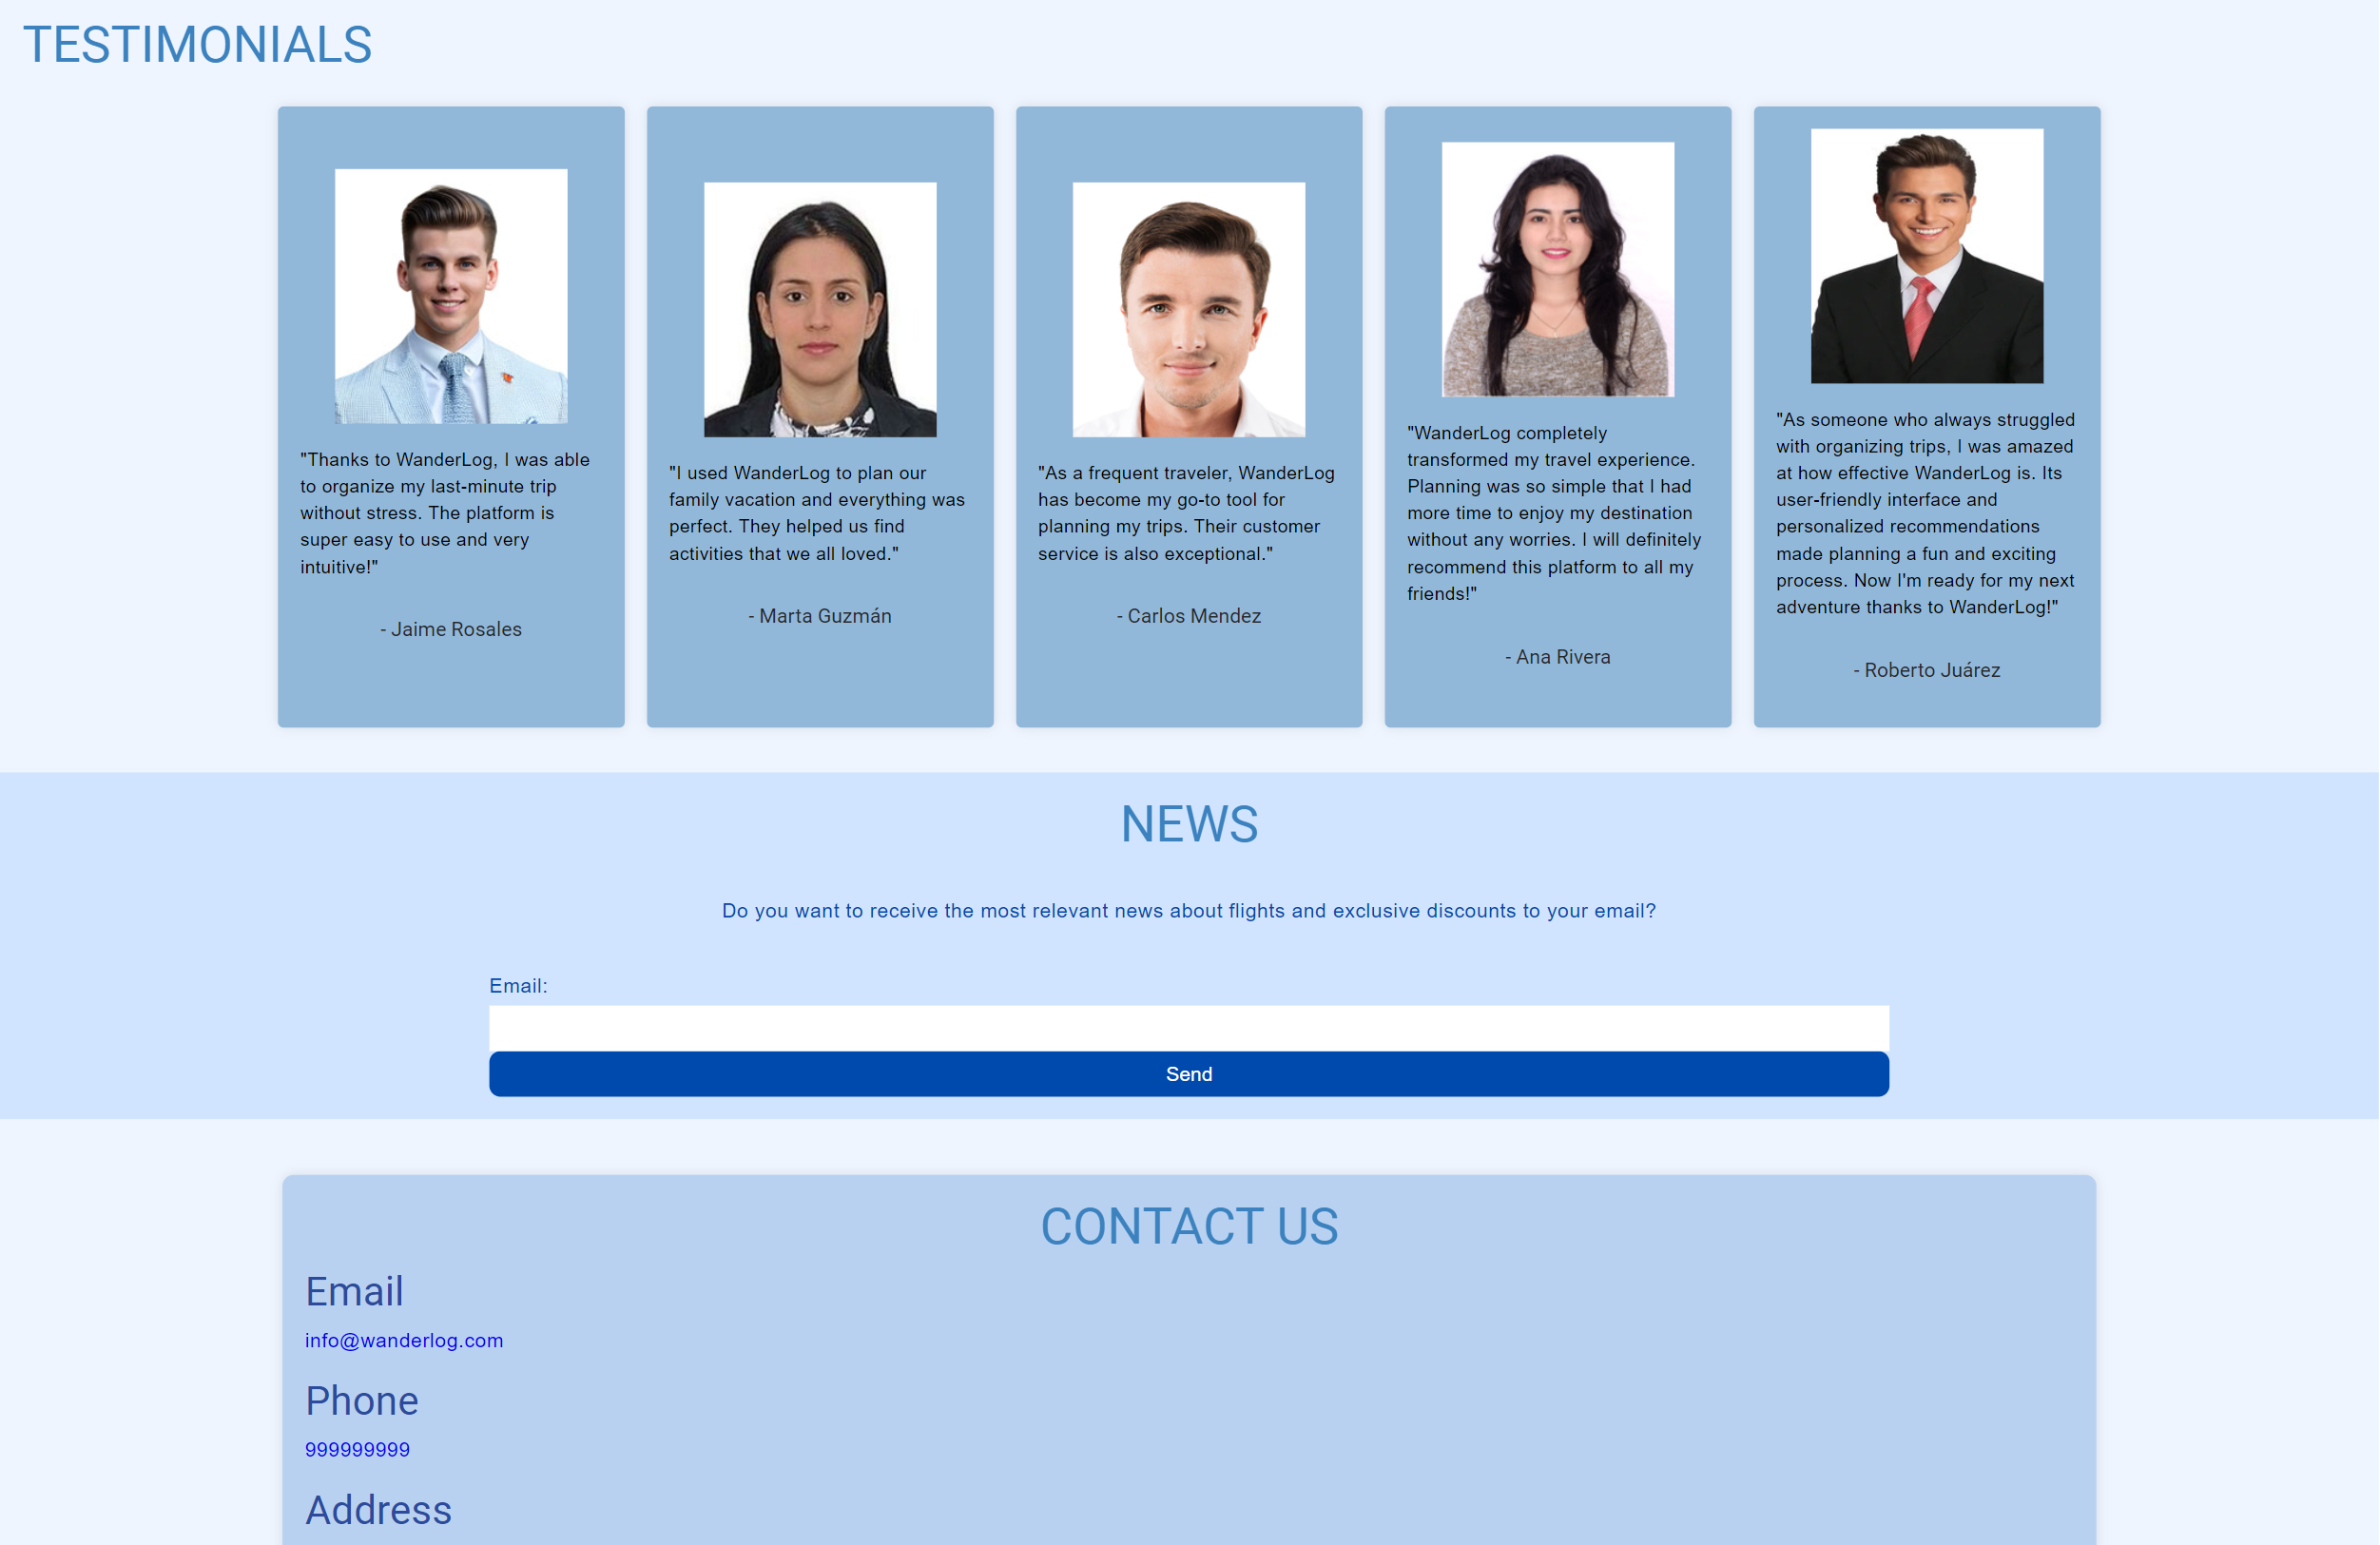 TESTIMONIALS
"Thanks to WanderLog, I was able
to organize my last-minute trip
without stress. The platform is
super easy to use and very
intuitive!"
- Jaime Rosales
"I used WanderLog to plan our
family vacation and everything was
perfect. They helped us find
activities that we all loved."
- Marta Guzmán
"As a frequent traveler, WanderLog
has become my go-to tool for
planning my trips. Their customer
service is also exceptional."
- Carlos Mendez
"WanderLog completely
transformed my travel experience.
Planning was so simple that I had
more time to enjoy my destination
without any worries. I will definitely
recommend this platform to all my
friends!"
- Ana Rivera
"As someone who always struggled
with organizing trips, I was amazed
at how effective WanderLog is. Its
user-friendly interface and
personalized recommendations
made planning a fun and exciting
process. Now I'm ready for my next
adventure thanks to WanderLog!"
- Roberto Juárez
NEWS
Do you want to receive the most relevant news about flights and exclusive discounts to your email?
Email:
Send
CONTACT US
Email
info@wanderlog.com
Phone
999999999
Address